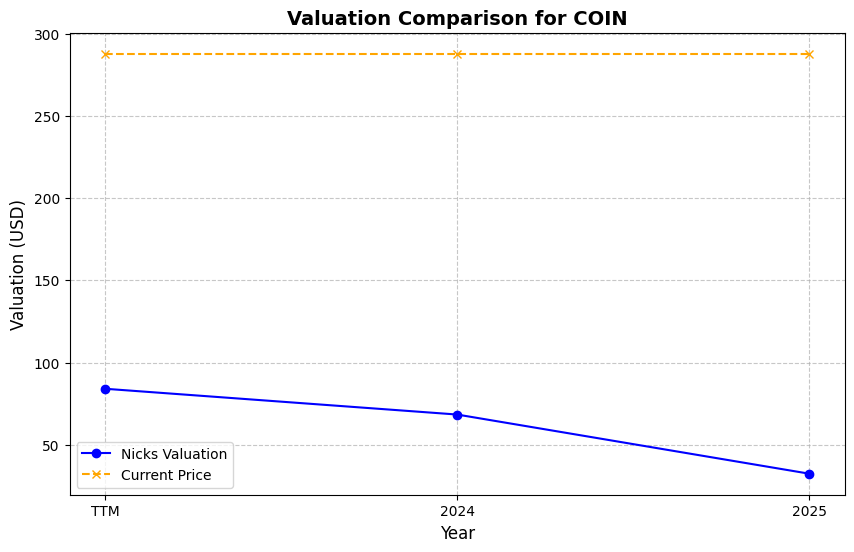 Valuation Comparison for COIN
Valuation (USD)
300
250
200
150
100
50
Nicks Valuation
Current Price
TTM
2024
2025
Year